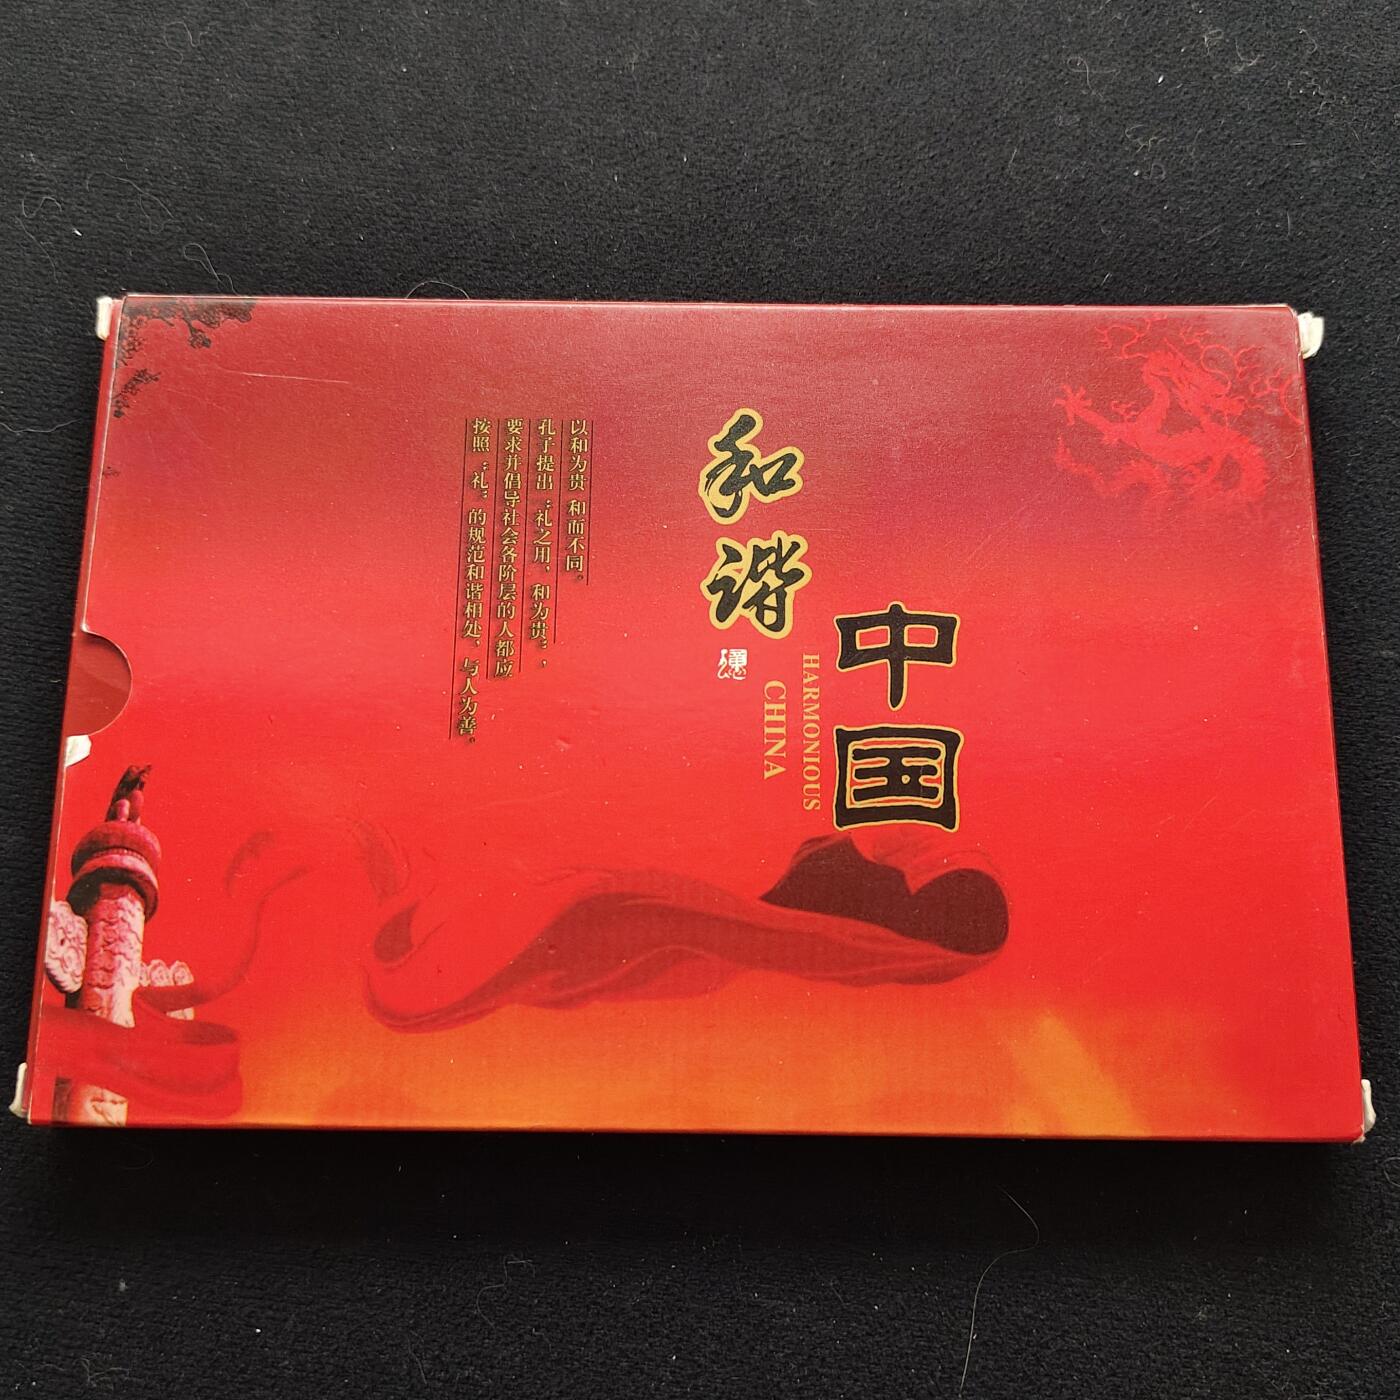 和谐
中国
HARMONIOUS
CHINA
以和为贵 和而不同。
孔子提出“礼之用，和为贵”，
要求并倡导社会各阶层的人都应
按照“礼”的规范和谐相处，与人为善。